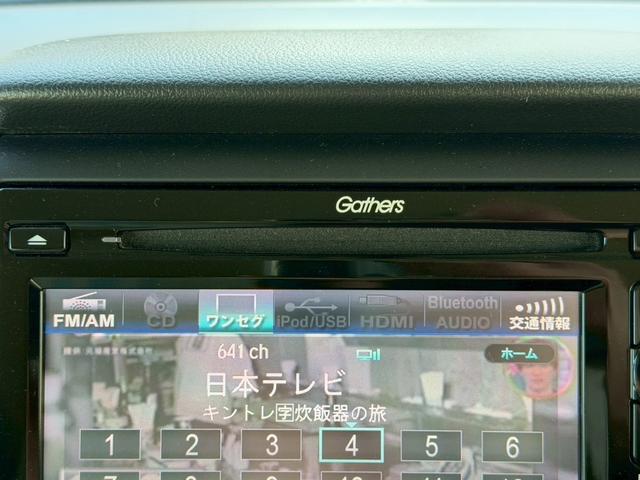 Gathers
FM/AM CD ワンセグ iPod/USB HDMI Bluetooth AUDIO 交通情報
641 ch ホーム
日本テレビ
キントレ字炊飯器の旅
1 2 3 4 5 6